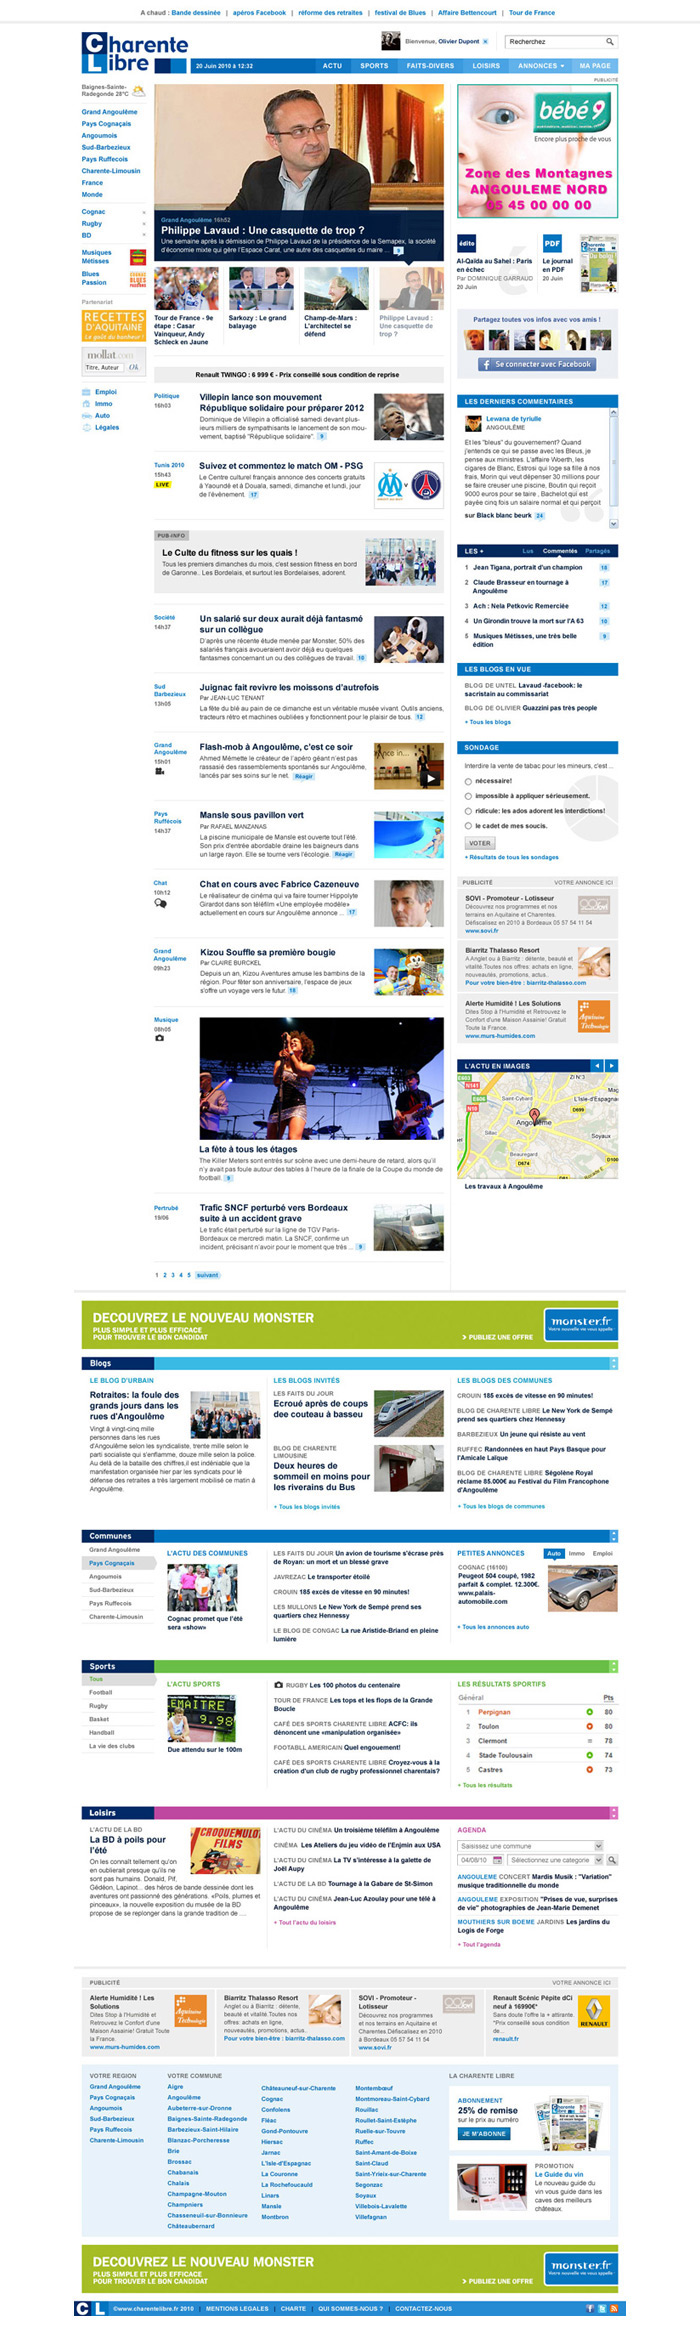 A chaud : Bande dessinée | apéros Facebook | réforme des retraites | festival de Blues | Affaire Bettencourt | Tour de France
Charente
Libre
Bienvenue, Olivier Dupont
Recherchez
20 Juin 2010 à 12:32
ACTU SPORTS FAITS-DIVERS LOISIRS ANNONCES MA PAGE
PUBLICITÉ
Baignes-Sainte-
Radegonde 28°C
Grand Angoulême
Pays Cognaçais
Angoumois
Sud-Barbezieux
Pays Ruffecois
Charente-Limousin
France
Monde
Cognac
Rugby
BD
Musiques
Métisses
Blues
Passion
Partenariat
RECETTES
D'AQUITAINE
Le goût du bonheur !
mollat.com
Titre, Auteur Ok
Emploi
Immo
Auto
Légales
Grand Angoulême 16h52
Philippe Lavaud : Une casquette de trop ?
Une semaine après la démission de Philippe Lavaud de la présidence de la Semapex, la société
d'économie mixte qui gère l'Espace Carat, une autre des casquettes du maire ... 9
Tour de France - 9e
étape : Casar
Vainqueur, Andy
Schleck en Jaune
Sarkozy : Le grand
balayage
Champ-de-Mars :
L'architectel se
défend
Philippe Lavaud :
Une casquette de
trop ?
Renault TWINGO : 6 999 € - Prix conseillé sous condition de reprise
Politique
16h03
Villepin lance son mouvement
République solidaire pour préparer 2012
Dominique de Villepin a officialisé samedi devant plus-
ieurs milliers de sympathisants le lancement de son mou-
vement, baptisé "République solidaire". 9
Tunis 2010
15h43
LIVE
Suivez et commentez le match OM - PSG
Le Centre culturel français annonce des concerts gratuits
à Yaoundé et à Douala, samedi, dimanche et lundi, jour
de l'événement. 17
PUB-INFO
Le Culte du fitness sur les quais !
Tous les premiers dimanches du mois, c'est session fitness en bord
de Garonne.. Les Bordelais, et surtout les Bordelaises, adorent.
Société
14h37
Un salarié sur deux aurait déjà fantasmé
sur un collègue
D'après une récente étude menée par Monster, 50% des
salariés français avoueraient avoir déjà eu quelques
fantasmes concernant un ou des collègues de travail. 10
Sud
Barbezieux
13h05
Juignac fait revivre les moissons d'autrefois
Par JEAN-LUC TENANT
La fête du blé au pain de ce dimanche est un véritable musée vivant. Outils anciens,
tracteurs rétro et machines oubliées y fonctionnent pour le plaisir de tous. 12
Grand
Angoulême
15h01
Flash-mob à Angoulême, c'est ce soir
Ahmed Mémette le créateur de l'apéro géant n'est pas
rassasié des rassemblements spontanés sur Angoulême,
lancés par ses soins sur le net. Réagir
Pays
Rufféçois
14h37
Mansle sous pavillon vert
Par RAFAEL MANZANAS
La piscine municipale de Mansle est ouverte tout l'été.
Son prix d'entrée abordable draine les baigneurs dans
un large rayon. Elle se tourne vers l'écologie. Réagir
Chat
10h12
Chat en cours avec Fabrice Cazeneuve
Le réalisateur de cinéma qui va faire tourner Hippolyte
Girardot dans son téléfilm «Une employée modèle»
actuellement en cours sur Angoulême annonce ... 17
Grand
Angoulême
09h23
Kizou Souffle sa première bougie
Par CLAIRE BURCKEL
Depuis un an, Kizou Aventures amuse les bambins de la
région. Pour fêter son anniversaire, l'espace de jeux
s'offre un voyage vers le futur 18
Musique
08h05
La fête à tous les étages
The Killer Meters sont entrés sur scène avec une demi-heure de retard, alors qu'il
n'y avait pas foule autour des tables à l'heure de la finale de la Coupe du monde de
football. 9
Pertrubé
19/06
Trafic SNCF perturbé vers Bordeaux
suite à un accident grave
Le trafic était perturbé sur la ligne de TGV Paris-
Bordeaux ce mercredi matin. La SNCF, confirme un
incident, précisant n'avoir pour le moment que très ... 9
1 2 3 4 5 suivant
bébé 9
Encore plus proche de vous
Zone des Montagnes
ANGOULEME NORD
05 45 00 00 00
édito
Al-Qaïda au Sahel : Paris
en échec
Par DOMINIQUE GARRAUD
20 Juin
PDF
Le journal
en PDF
20 Juin
Partagez toutes vos infos avec vos amis !
Se connecter avec Facebook
LES DERNIERS COMMENTAIRES
Lewana de tyriulle
ANGOULÊME
Et les "bleus" du gouvernement? Quand
j'entends ce qui se passe avec les Bleus, je
pense aux ministres. L'affaire Woerth, les
cigares de Blanc, Estrosi qui loge sa fille à nos
frais, Morin qui veut dépenser 30 millions pour
se faire creuser une piscine, Boutin qui reçoit
9000 euros pour se taire , Bachelot qui est
payée cinq fois un salaire normal et qui perçoit
sur Black blanc beurk 24
LES + Lus Commentés Partagés
1 Jean Tigana, portrait d'un champion 18
2 Claude Brasseur en tournage à
Angoulême 17
3 Ach : Nela Petkovic Remerciée 12
4 Un Girondin trouve la mort sur l'A 63 10
5 Musiques Métisses, une très belle
édition 9
LES BLOGS EN VUE
BLOG DE UNTEL Lavaud -facebook: le
sacristain au commissariat
BLOG DE OLIVIER Guazzini pas très people
+ Tous les blogs
SONDAGE
Interdire la vente de tabac pour les mineurs, c'est ...
nécessaire!
impossible à appliquer sérieusement.
ridicule: les ados adorent les interdictions!
le cadet de mes soucis.
VOTER
+ Résultats de tous les sondages
PUBLICITÉ VOTRE ANNONCE ICI
SOVI - Promoteur - Lotisseur
Découvrez nos programmes et nos
terrains en Aquitaine et Charentes.
Défiscalisez en 2010 à Bordeaux 05 57 54 11 54
www.sovi.fr
Biarritz Thalasso Resort
A Anglet ou à Biarritz : détente, beauté et
vitalité.Toutes nos offres: achats en ligne,
nouveautés, promotions, actus..
Pour votre bien-être : biarritz-thalasso.com
Alerte Humidité ! Les Solutions
Dites Stop à l'Humidité et Retrouvez le
Confort d'une Maison Assainie! Gratuit
Toute la France.
www.murs-humides.com
L'ACTU EN IMAGES
E603
E606
N141
N10
Z.I N°3
Saint-Cybard
L'Isle-d'Espagnac
D699
Angoulême
Sillac
Soyaux
Beauregard
D674
D104
Les travaux à Angoulême
DECOUVREZ LE NOUVEAU MONSTER
PLUS SIMPLE ET PLUS EFFICACE
POUR TROUVER LE BON CANDIDAT
> PUBLIEZ UNE OFFRE
monster.fr
Votre nouvelle vie vous appelle
Blogs
LE BLOG D'URBAIN
Retraites: la foule des
grands jours dans les
rues d'Angoulême
Vingt à vingt-cinq mille
personnes dans les rues
d'Angoulême selon les syndicaliste, trente mille selon le
parti socialiste qui s'enflamme, douze mille selon la police.
Au delà de la bataille des chiffres,il est indéniable que la
manifestation organisée hier par les syndicats pour lé
défense des retraites a très largement mobilisé ce matin à
Angoulême.
LES BLOGS INVITÉS
LES FAITS DU JOUR
Ecroué après de coups
dee couteau à basseu
BLOG DE CHARENTE
LIMOUSINE
Deux heures de
sommeil en moins pour
les riverains du Bus
+ Tous les blogs invités
LES BLOGS DES COMMUNES
CROUIN 185 excés de vitesse en 90 minutes!
BLOG DE CHARENTE LIBRE Le New York de Sempé
prend ses quartiers chez Hennessy
BARBEZIEUX Un jeune qui résiste au vent
RUFFEC Randonnées en haut Pays Basque pour
l'Amicale Laïque
BLOG DE CHARENTE LIBRE Ségolène Royal
réclame 85.000€ au Festival du Film Francophone
d'Angoulême
+ Tous les blogs de communes
Communes
Grand Angoulême
Pays Cognaçais
Angoumois
Sud-Barbezieux
Pays Ruffecois
Charente-Limousin
L'ACTU DES COMMUNES
Cognac promet que l'été
sera «show»
LES FAITS DU JOUR Un avion de tourisme s'écrase près
de Royan: un mort et un blessé grave
JAVREZAC Le transporter étoilé
CROUIN 185 excés de vitesse en 90 minutes!
LES MULLONS Le New York de Sempé prend ses
quartiers chez Hennessy
LE BLOG DE CONGAC La rue Aristide-Briand en pleine
lumière
PETITES ANNONCES Auto Immo Emploi
COGNAC (16100)
Peugeot 504 coupé, 1982
parfait & complet. 12.300€.
www.palais-
automobile.com
+ Tous les annonces auto
Sports
Tous
Football
Rugby
Basket
Handball
La vie des clubs
L'ACTU SPORTS
LEMAITRE
9.98
Due attendu sur le 100m
RUGBY Les 100 photos du centenaire
TOUR DE FRANCE Les tops et les flops de la Grande
Boucle
CAFÉ DES SPORTS CHARENTE LIBRE ACFC: ils
dénoncent une «manipulation organisée»
FOOTABLL AMERICAIN Quel engouement!
CAFÉ DES SPORTS CHARENTE LIBRE Croyez-vous à la
création d'un club de rugby professionnel charentais?
LES RÉSULTATS SPORTIFS
Général Pts
1 Perpignan 80
2 Toulon 80
3 Clermont = 78
4 Stade Toulousain 74
5 Castres 73
+ Tous les résultats
Loisirs
L'ACTU DE LA BD
La BD à poils pour
l'été
On les connaît tellement qu'on
en oublierait presque qu'ils ne
sont pas humains. Donald, Pif,
Gédéon, Lapinot... des héros de bande dessinée dont les
aventures ont passionné des générations. «Poils, plumes et
pinceaux», la nouvelle exposition du musée de la BD
propose de se replonger dans la grande tradition de ....
CROQUEMULOT
FILMS
L'ACTU DU CINÉMA Un troisième téléfilm à Angoulême
CINÉMA Les Ateliers du jeu vidéo de l'Enjmin aux USA
L'ACTU DU CINÉMA La TV s'intéresse à la galette de
Joël Aupy
L'ACTU DE LA BD Tournage à la Gabare de St-Simon
L'ACTU DU CINÉMA Jean-Luc Azoulay pour une télé à
Angoulême
+ Tout l'actu du loisirs
AGENDA
Saisissez une commune
04/08/10 Sélectionnez une categorie
ANGOULEME CONCERT Mardis Musik : "Variation"
musique traditionnelle du monde
ANGOULEME EXPOSITION "Prises de vue, surprises
de vie" photographies de Jean-Marie Demenet
MOUTHIERS SUR BOEME JARDINS Les jardins du
Logis de Forge
+ Tout l'agenda
PUBLICITÉ VOTRE ANNONCE ICI
Alerte Humidité ! Les
Solutions
Dites Stop à l'Humidité et
Retrouvez le Confort d'une
Maison Assainie! Gratuit Toute
la France.
www.murs-humides.com
Biarritz Thalasso Resort
Anglet ou à Biarritz : détente,
beauté et vitalité.Toutes nos
offres: achats en ligne,
nouveautés, promotions, actus..
Pour votre bien-être : biarritz-thalasso.com
SOVI - Promoteur -
Lotisseur
Découvrez nos programmes
et nos terrains en Aquitaine et
Charentes.Défiscalisez en 2010
à Bordeaux 05 57 54 11 54
www.sovi.fr
Renault Scénic Pépite dCi
neuf à 16990€*
Sans doute l'offre la + attirante.
*Prix conseillé sous condition
de...
renault.fr
RENAULT
VOTRE REGION
Grand Angoulême
Pays Cognaçais
Angoumois
Sud-Barbezieux
Pays Ruffecois
Charente-Limousin
VOTRE COMMUNE
Aigre
Angoulême
Aubeterre-sur-Dronne
Baignes-Sainte-Radegonde
Barbezieux-Saint-Hilaire
Blanzac-Porcheresse
Brie
Brossac
Chabanais
Chalais
Champagne-Mouton
Champniers
Chasseneuil-sur-Bonnieure
Châteaubernard
Châteauneuf-sur-Charente
Cognac
Confolens
Fléac
Gond-Pontouvre
Hiersac
Jarnac
L'Isle-d'Espagnac
La Couronne
La Rochefoucauld
Linars
Mansle
Montbron
Montembœuf
Montmoreau-Saint-Cybard
Rouillac
Roullet-Saint-Estèphe
Ruelle-sur-Touvre
Ruffec
Saint-Amant-de-Boixe
Saint-Claud
Saint-Yrieix-sur-Charente
Segonzac
Soyaux
Villebois-Lavalette
Villefagnan
LA CHARENTE LIBRE
ABONNEMENT
25% de remise
sur le prix au numéro
JE M'ABONNE
PROMOTION
Le Guide du vin
Le nouveau guide du
vin vous guide dans les
caves des meilleurs
châteaux.
DECOUVREZ LE NOUVEAU MONSTER
PLUS SIMPLE ET PLUS EFFICACE
POUR TROUVER LE BON CANDIDAT
> PUBLIEZ UNE OFFRE
monster.fr
Votre nouvelle vie vous appelle
CL ©www.charentelibre.fr 2010 | MENTIONS LEGALES | CHARTE | QUI SOMMES-NOUS ? | CONTACTEZ-NOUS